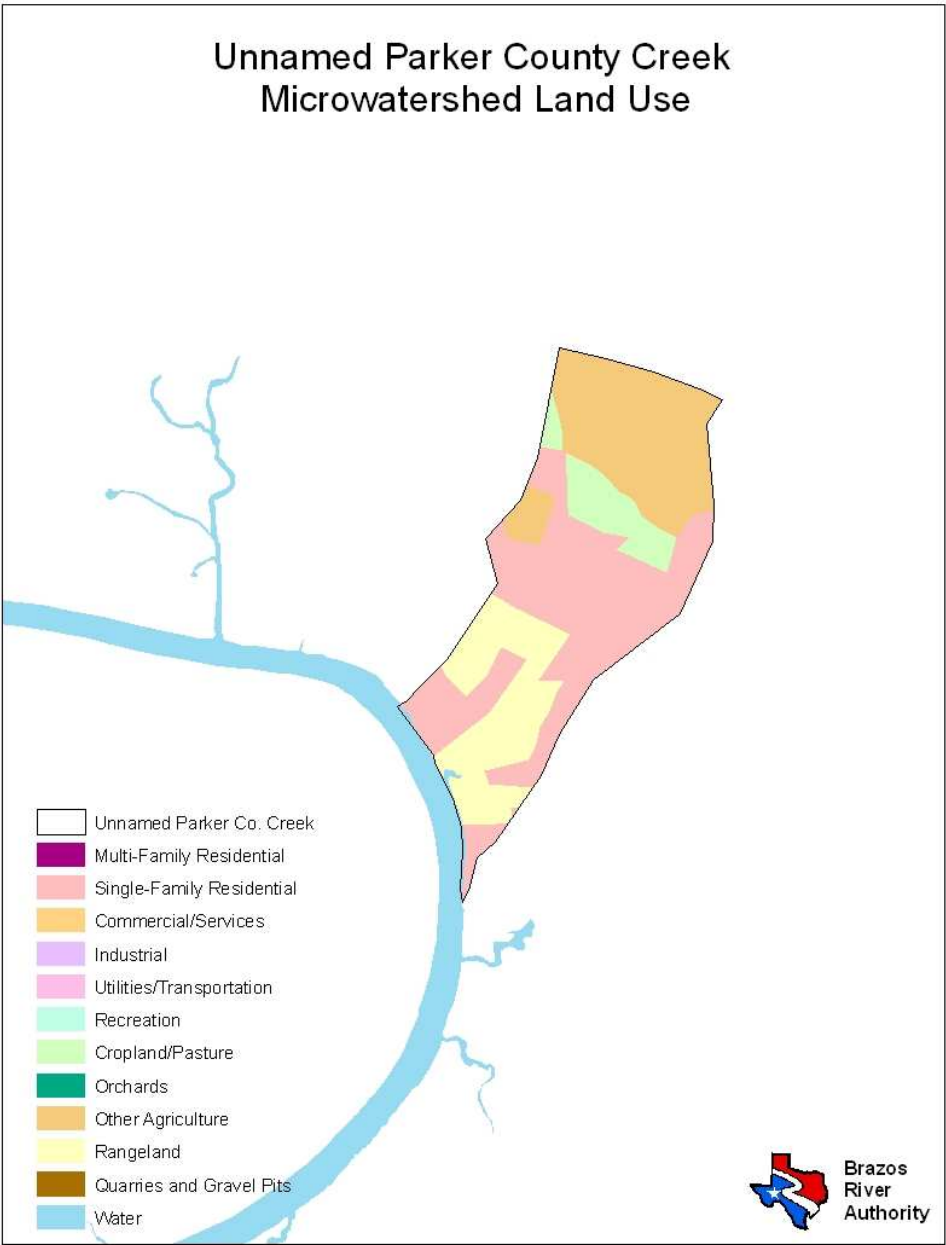 Unnamed Parker County Creek
Microwatershed Land Use
Unnamed Parker Co. Creek
Multi-Family Residential
Single-Family Residential
Commercial/Services
Industrial
Utilities/Transportation
Recreation
Cropland/Pasture
Orchards
Other Agriculture
Rangeland
Quarries and Gravel Pits
Water
Brazos
River
Authority